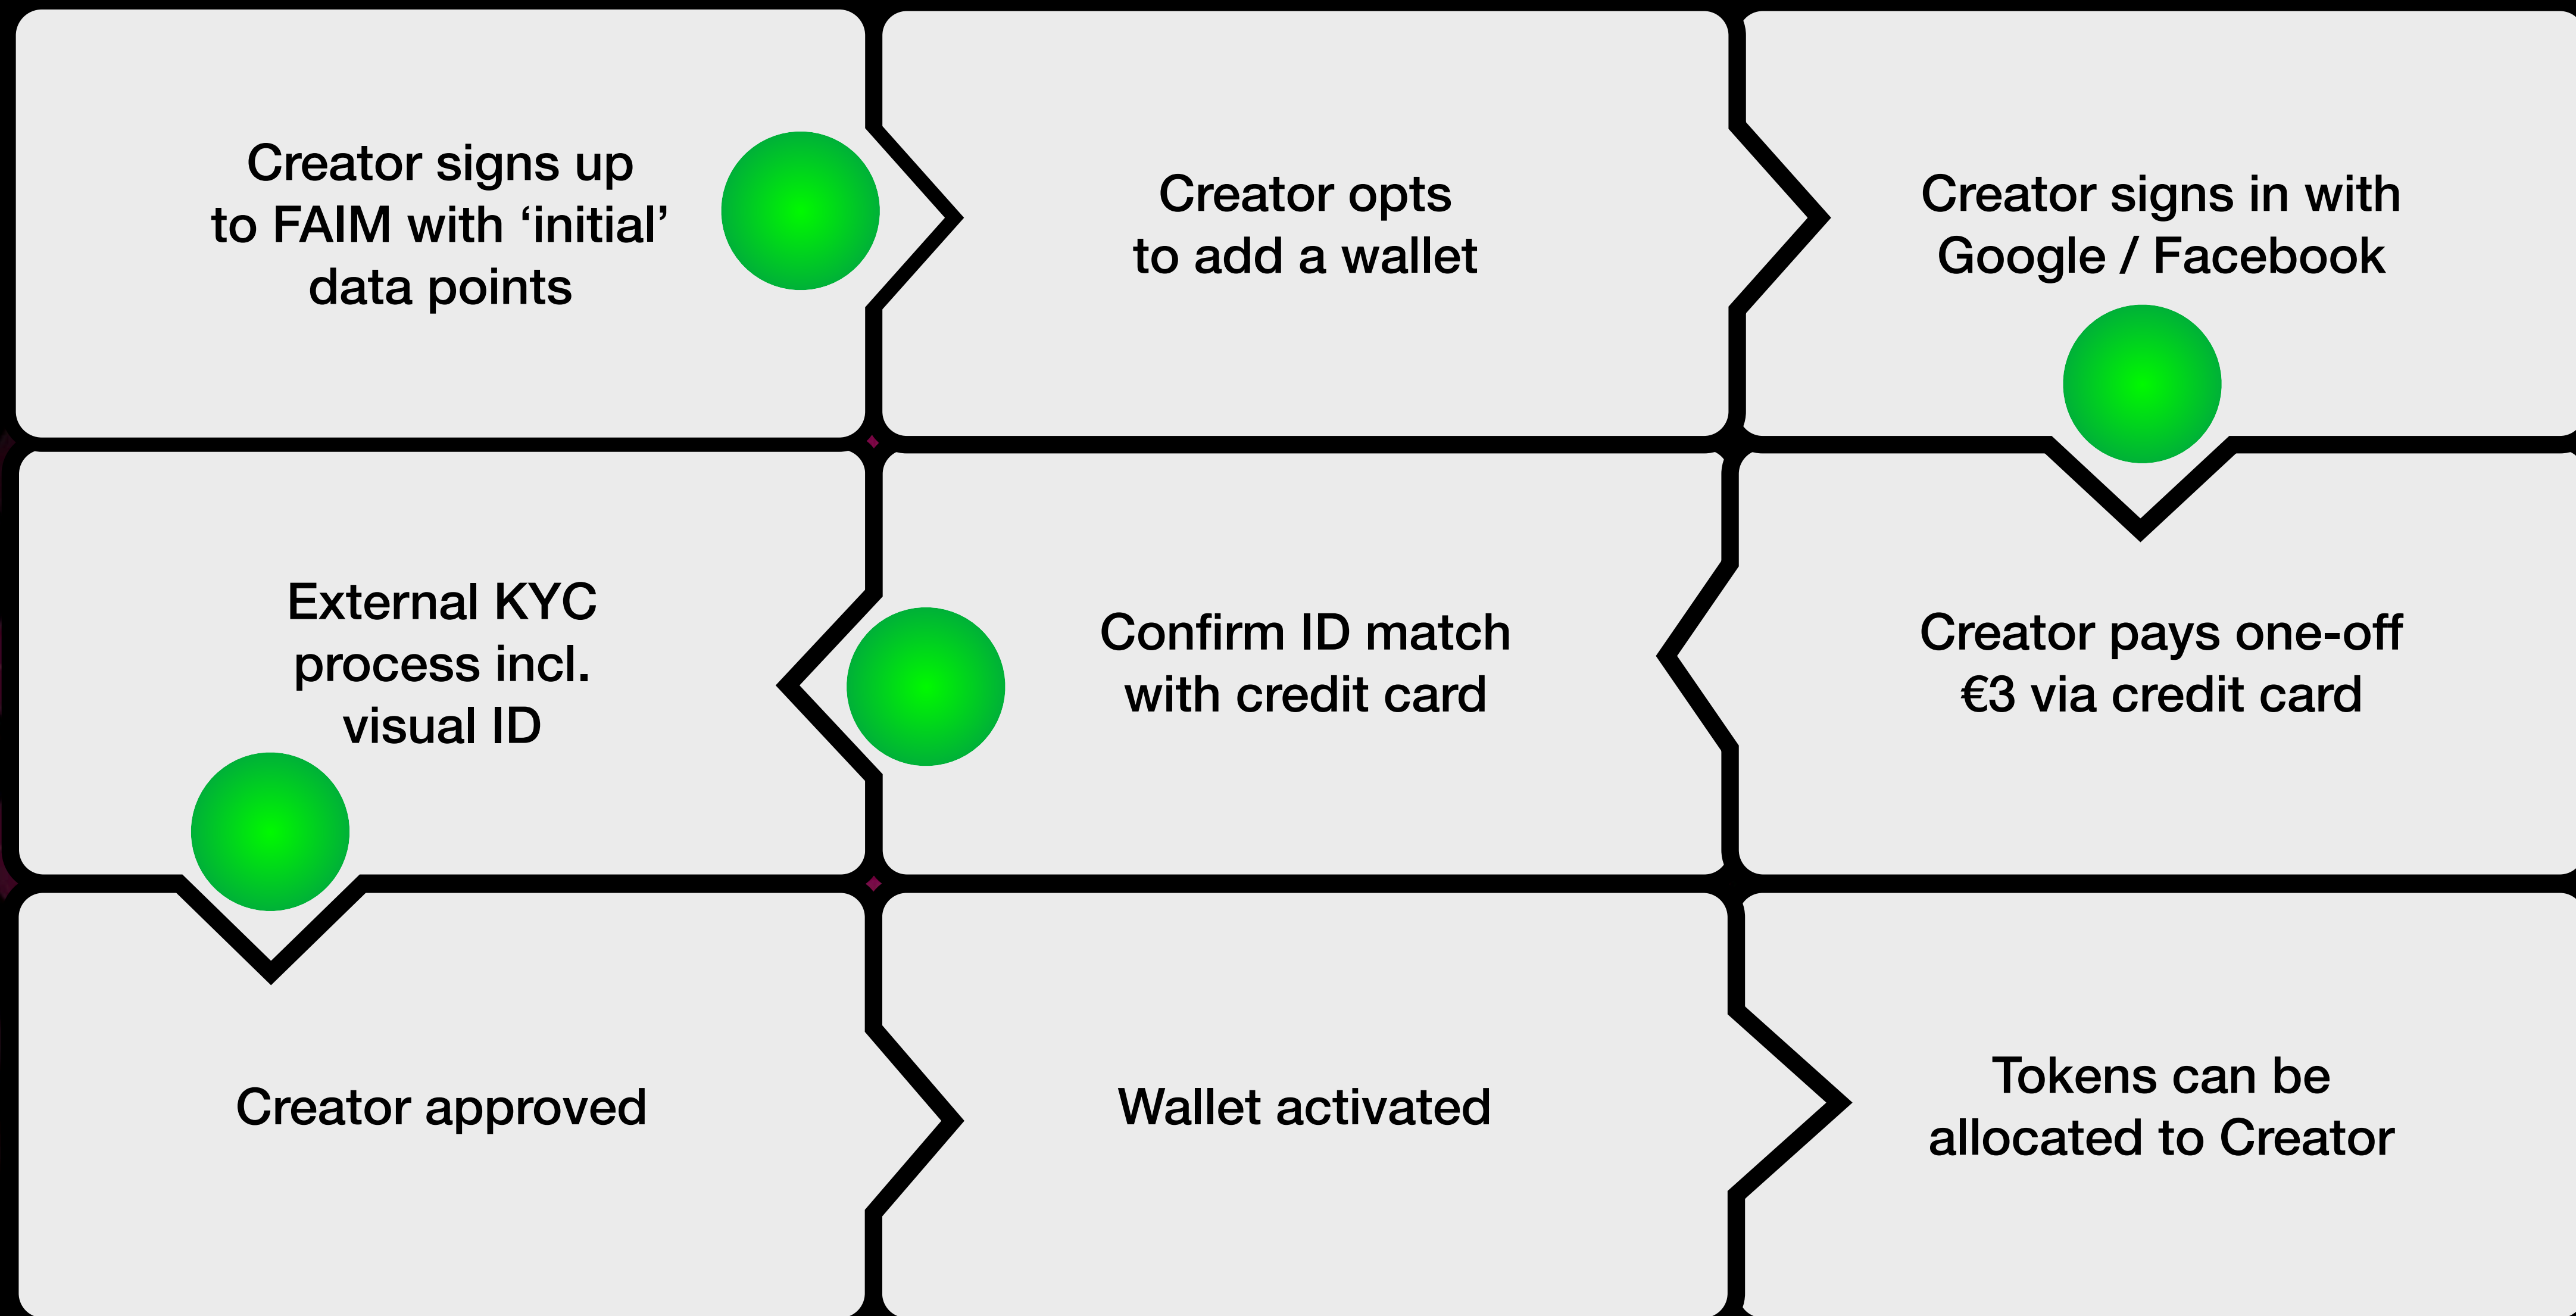 Creator signs up
to FAIM with ‘initial’
data points
Creator opts
to add a wallet
Creator signs in with
Google / Facebook
External KYC
process incl.
visual ID
Confirm ID match
with credit card
Creator pays one-off
€3 via credit card
Creator approved
Wallet activated
Tokens can be
allocated to Creator